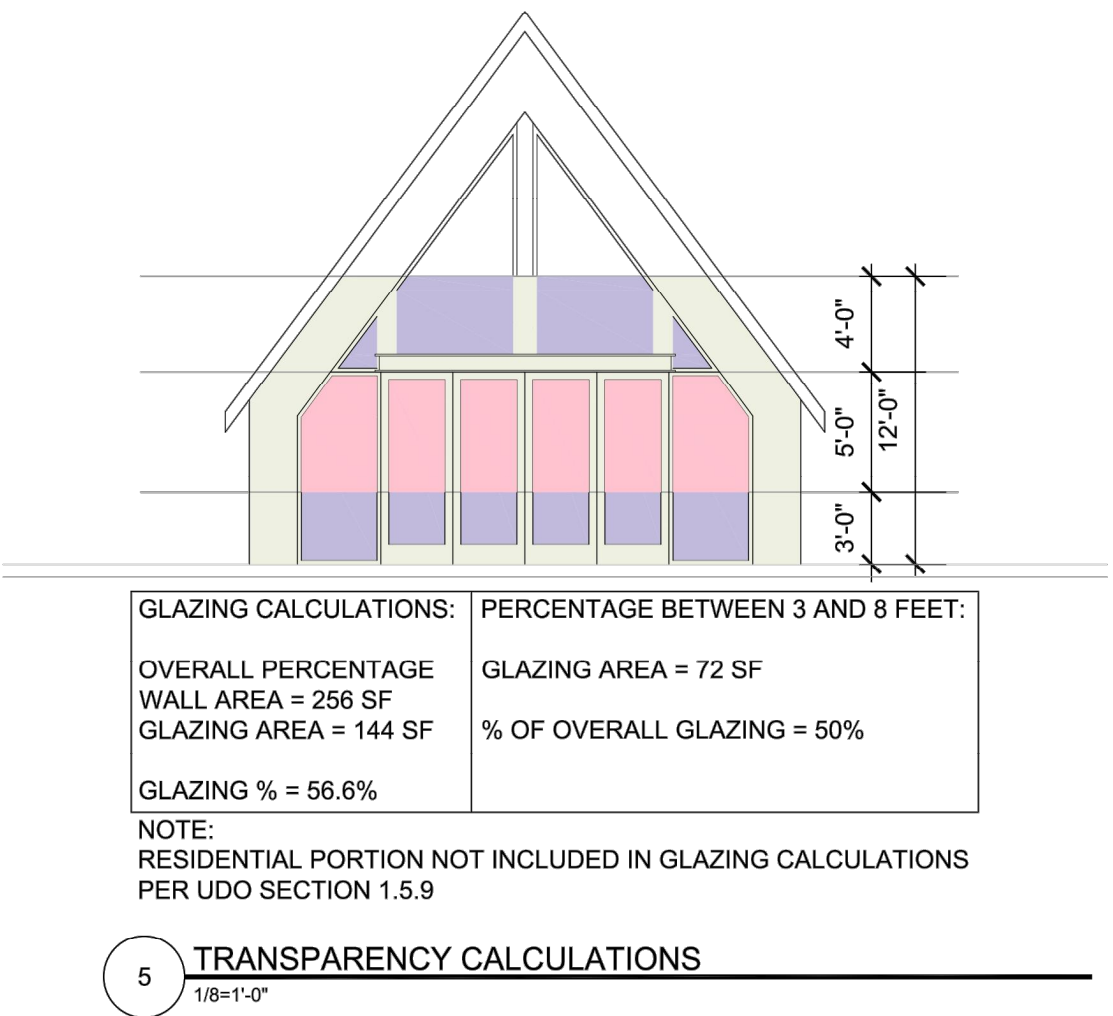 4'-0"
5'-0"
12'-0"
3'-0"
GLAZING CALCULATIONS:
OVERALL PERCENTAGE
WALL AREA = 256 SF
GLAZING AREA = 144 SF
GLAZING % = 56.6%
PERCENTAGE BETWEEN 3 AND 8 FEET:
GLAZING AREA = 72 SF
% OF OVERALL GLAZING = 50%
NOTE:
RESIDENTIAL PORTION NOT INCLUDED IN GLAZING CALCULATIONS
PER UDO SECTION 1.5.9
5
TRANSPARENCY CALCULATIONS
1/8=1'-0"